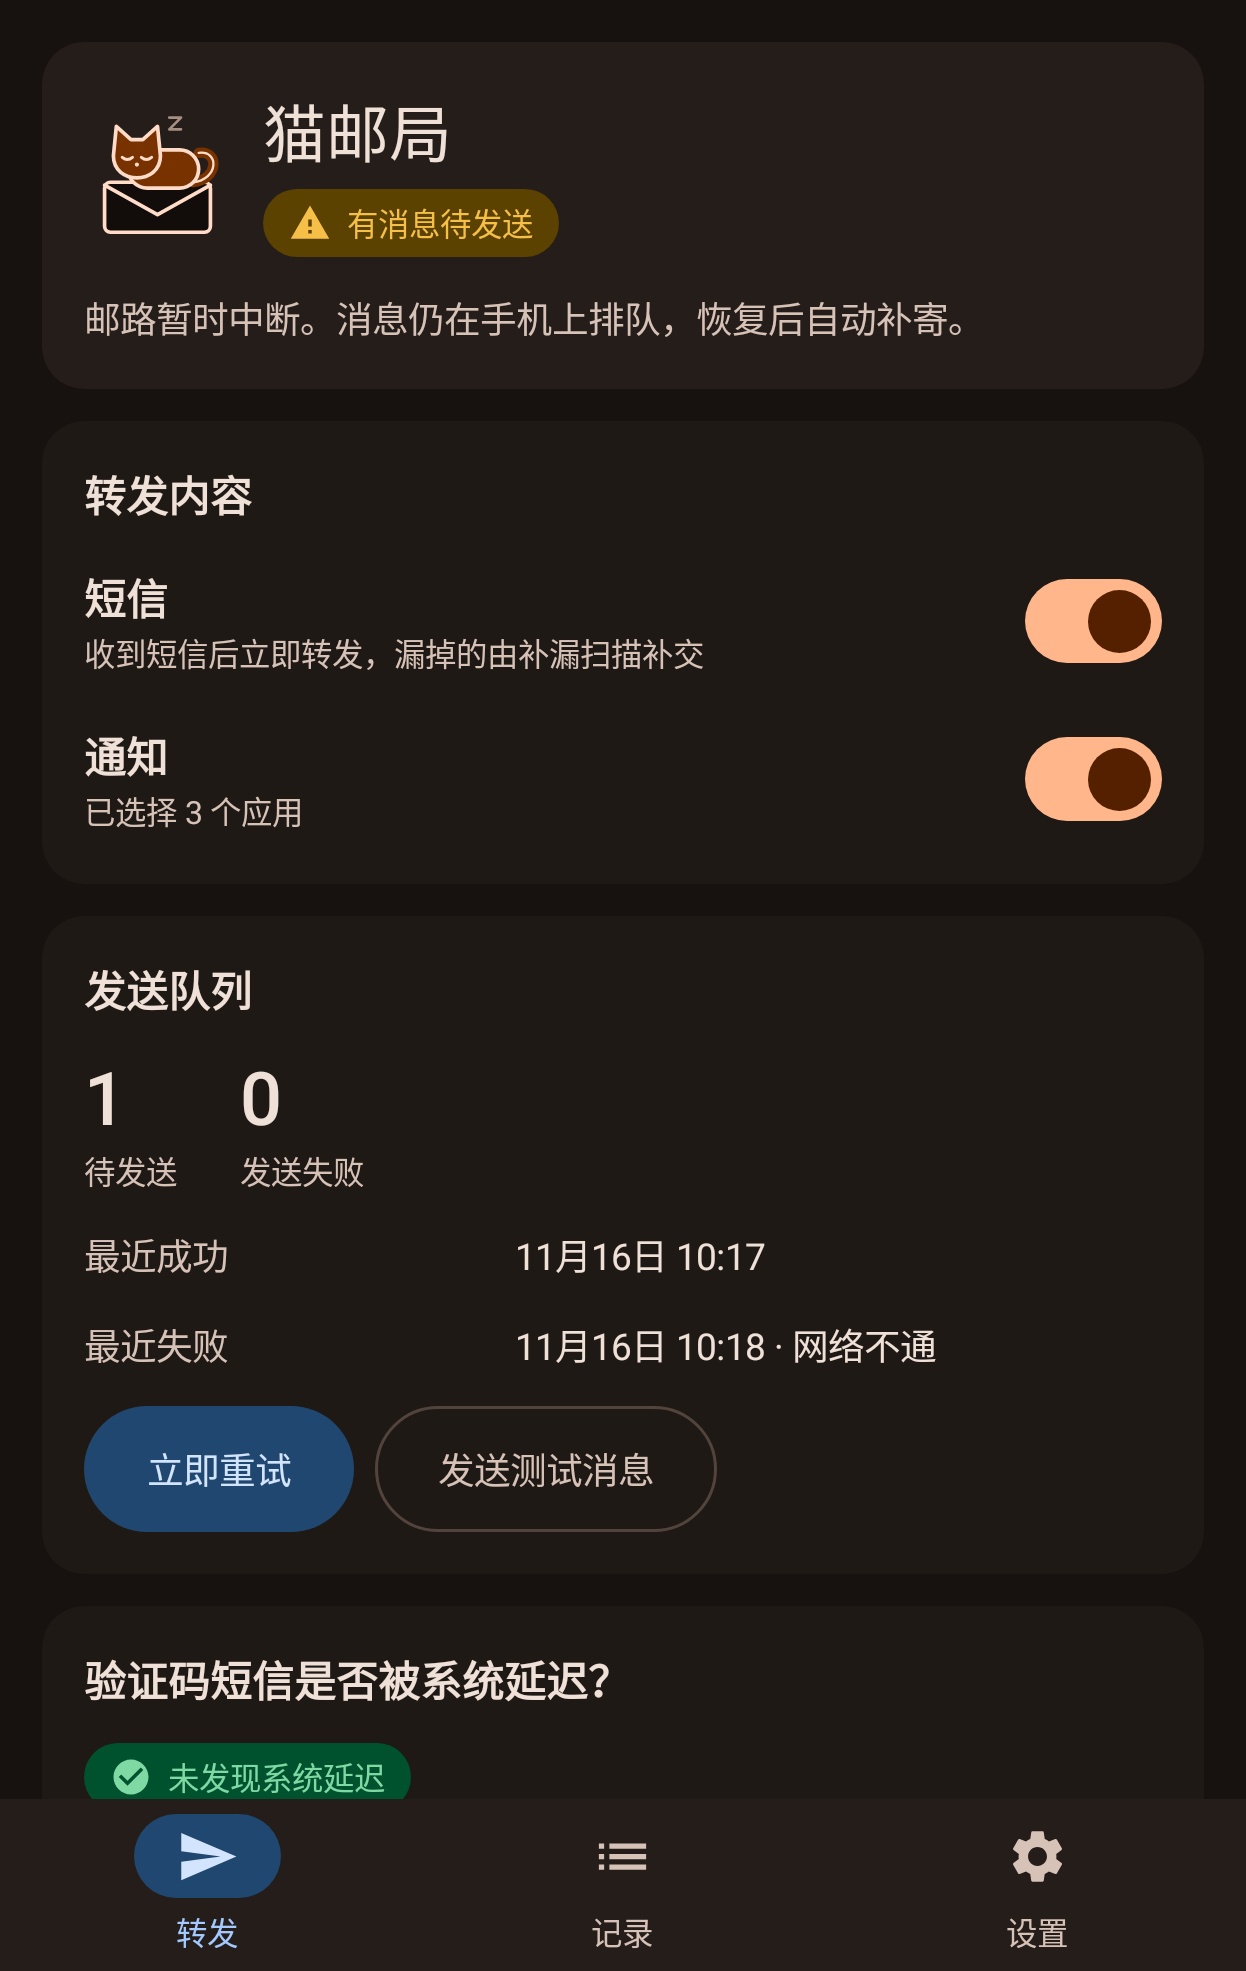 猫邮局
有消息待发送
邮路暂时中断。消息仍在手机上排队，恢复后自动补寄。
转发内容
短信
收到短信后立即转发，漏掉的由补漏扫描补交
通知
已选择 3 个应用
发送队列
1 0
待发送 发送失败
最近成功 11月16日 10:17
最近失败 11月16日 10:18 · 网络不通
立即重试 发送测试消息
验证码短信是否被系统延迟？
未发现系统延迟
转发 记录 设置